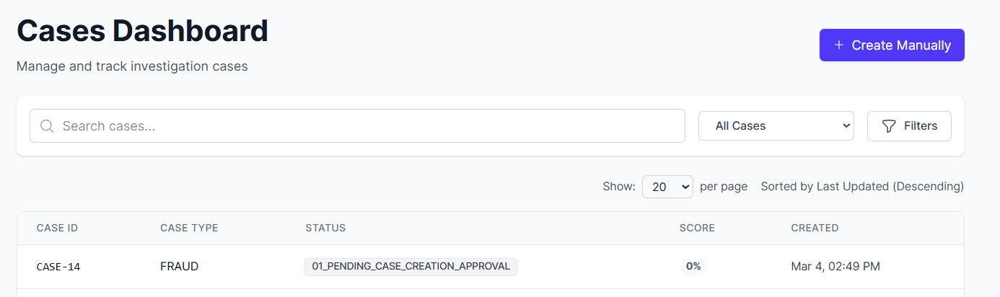 Cases Dashboard
Manage and track investigation cases
+ Create Manually
Search cases...
All Cases
Filters
Show: 20 per page Sorted by Last Updated (Descending)
CASE ID CASE TYPE STATUS SCORE CREATED
CASE-14 FRAUD 01_PENDING_CASE_CREATION_APPROVAL 0% Mar 4, 02:49 PM